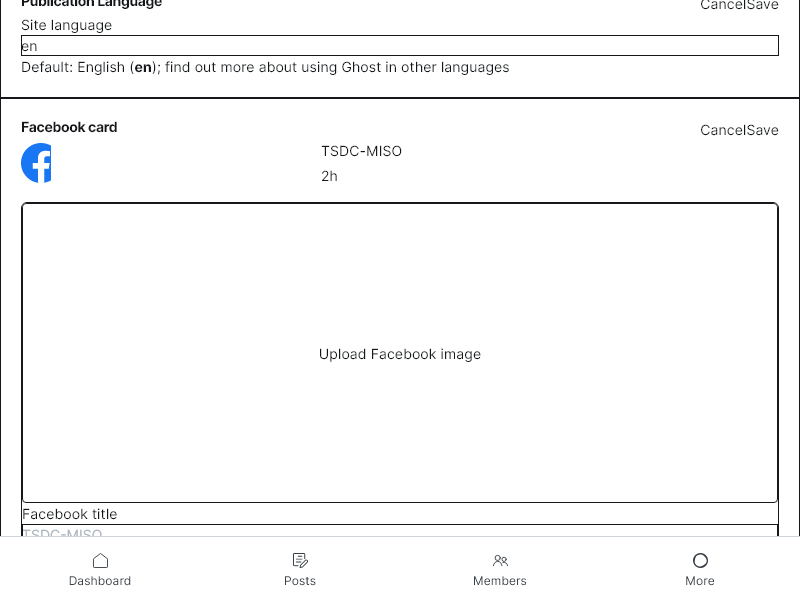 Publication Language
CancelSave
Site language
en
Default: English (en); find out more about using Ghost in other languages
Facebook card
CancelSave
TSDC-MISO
2h
Upload Facebook image
Facebook title
TSDC-MISO
Dashboard
Posts
Members
More